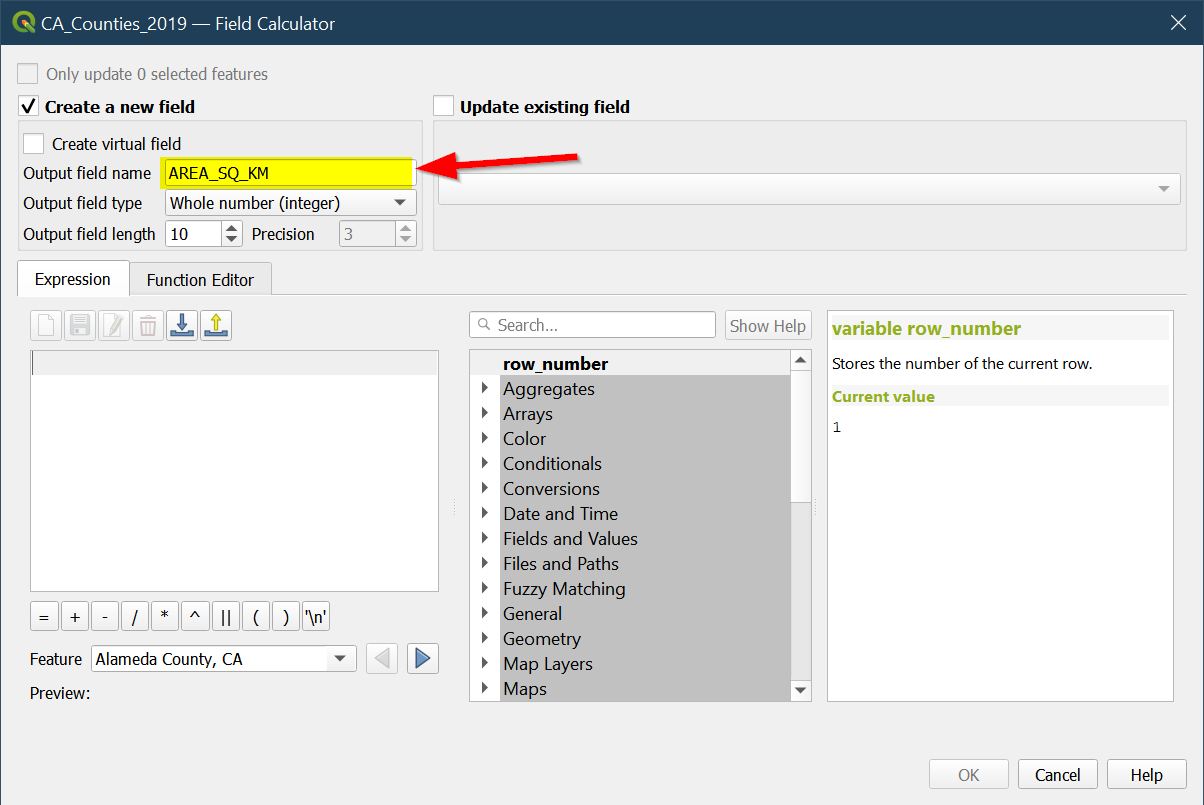 CA_Counties_2019 — Field Calculator
Only update 0 selected features
Create a new field
Update existing field
Create virtual field
Output field name AREA_SQ_KM
Output field type Whole number (integer)
Output field length 10 Precision 3
Expression Function Editor
Search... Show Help
row_number
Aggregates
Arrays
Color
Conditionals
Conversions
Date and Time
Fields and Values
Files and Paths
Fuzzy Matching
General
Geometry
Map Layers
Maps
variable row_number
Stores the number of the current row.
Current value
1
= + - / * ^ || ( ) '\n'
Feature Alameda County, CA
Preview:
OK Cancel Help